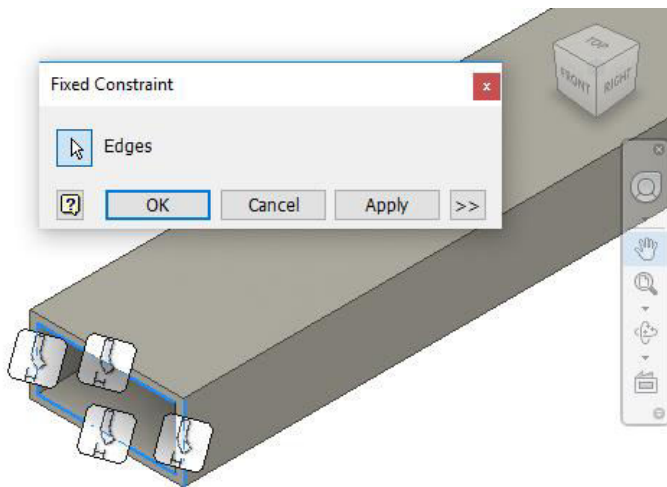 Fixed Constraint
x
Edges
?
OK
Cancel
Apply
>>
TOP
FRONT
RIGHT